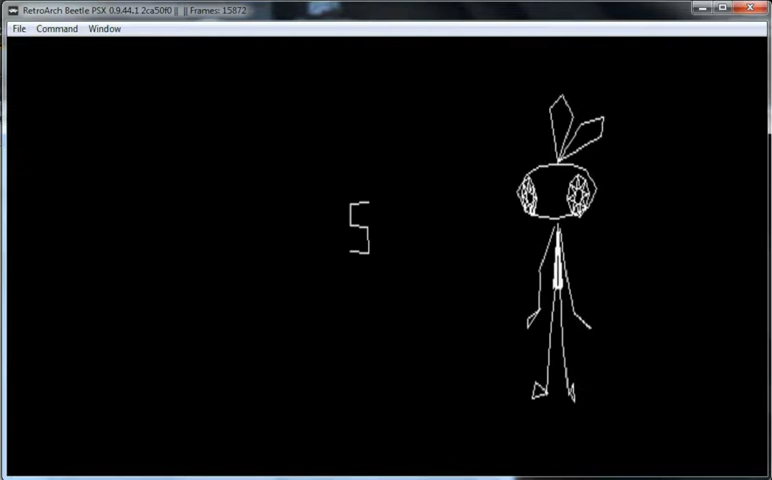 RetroArch Beetle PSX 0.9.44.1 2ca50f0 || || Frames: 15872
File Command Window
5